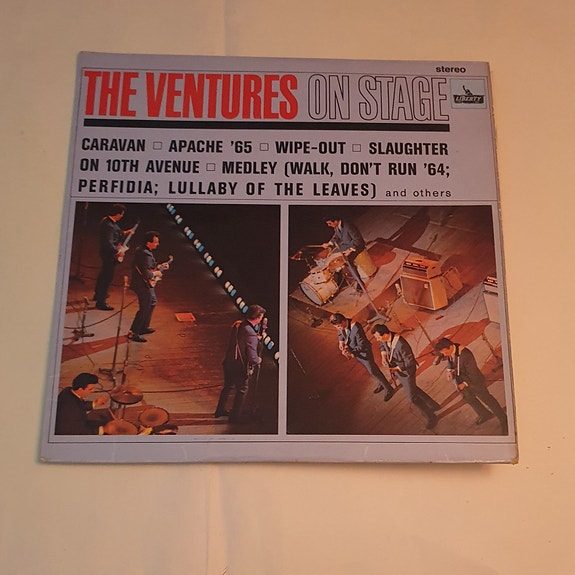 stereo
THE VENTURES ON STAGE
LIBERTY
CARAVAN □ APACHE '65 □ WIPE-OUT □ SLAUGHTER
ON 10TH AVENUE □ MEDLEY (WALK, DON'T RUN '64;
PERFIDIA; LULLABY OF THE LEAVES) and others